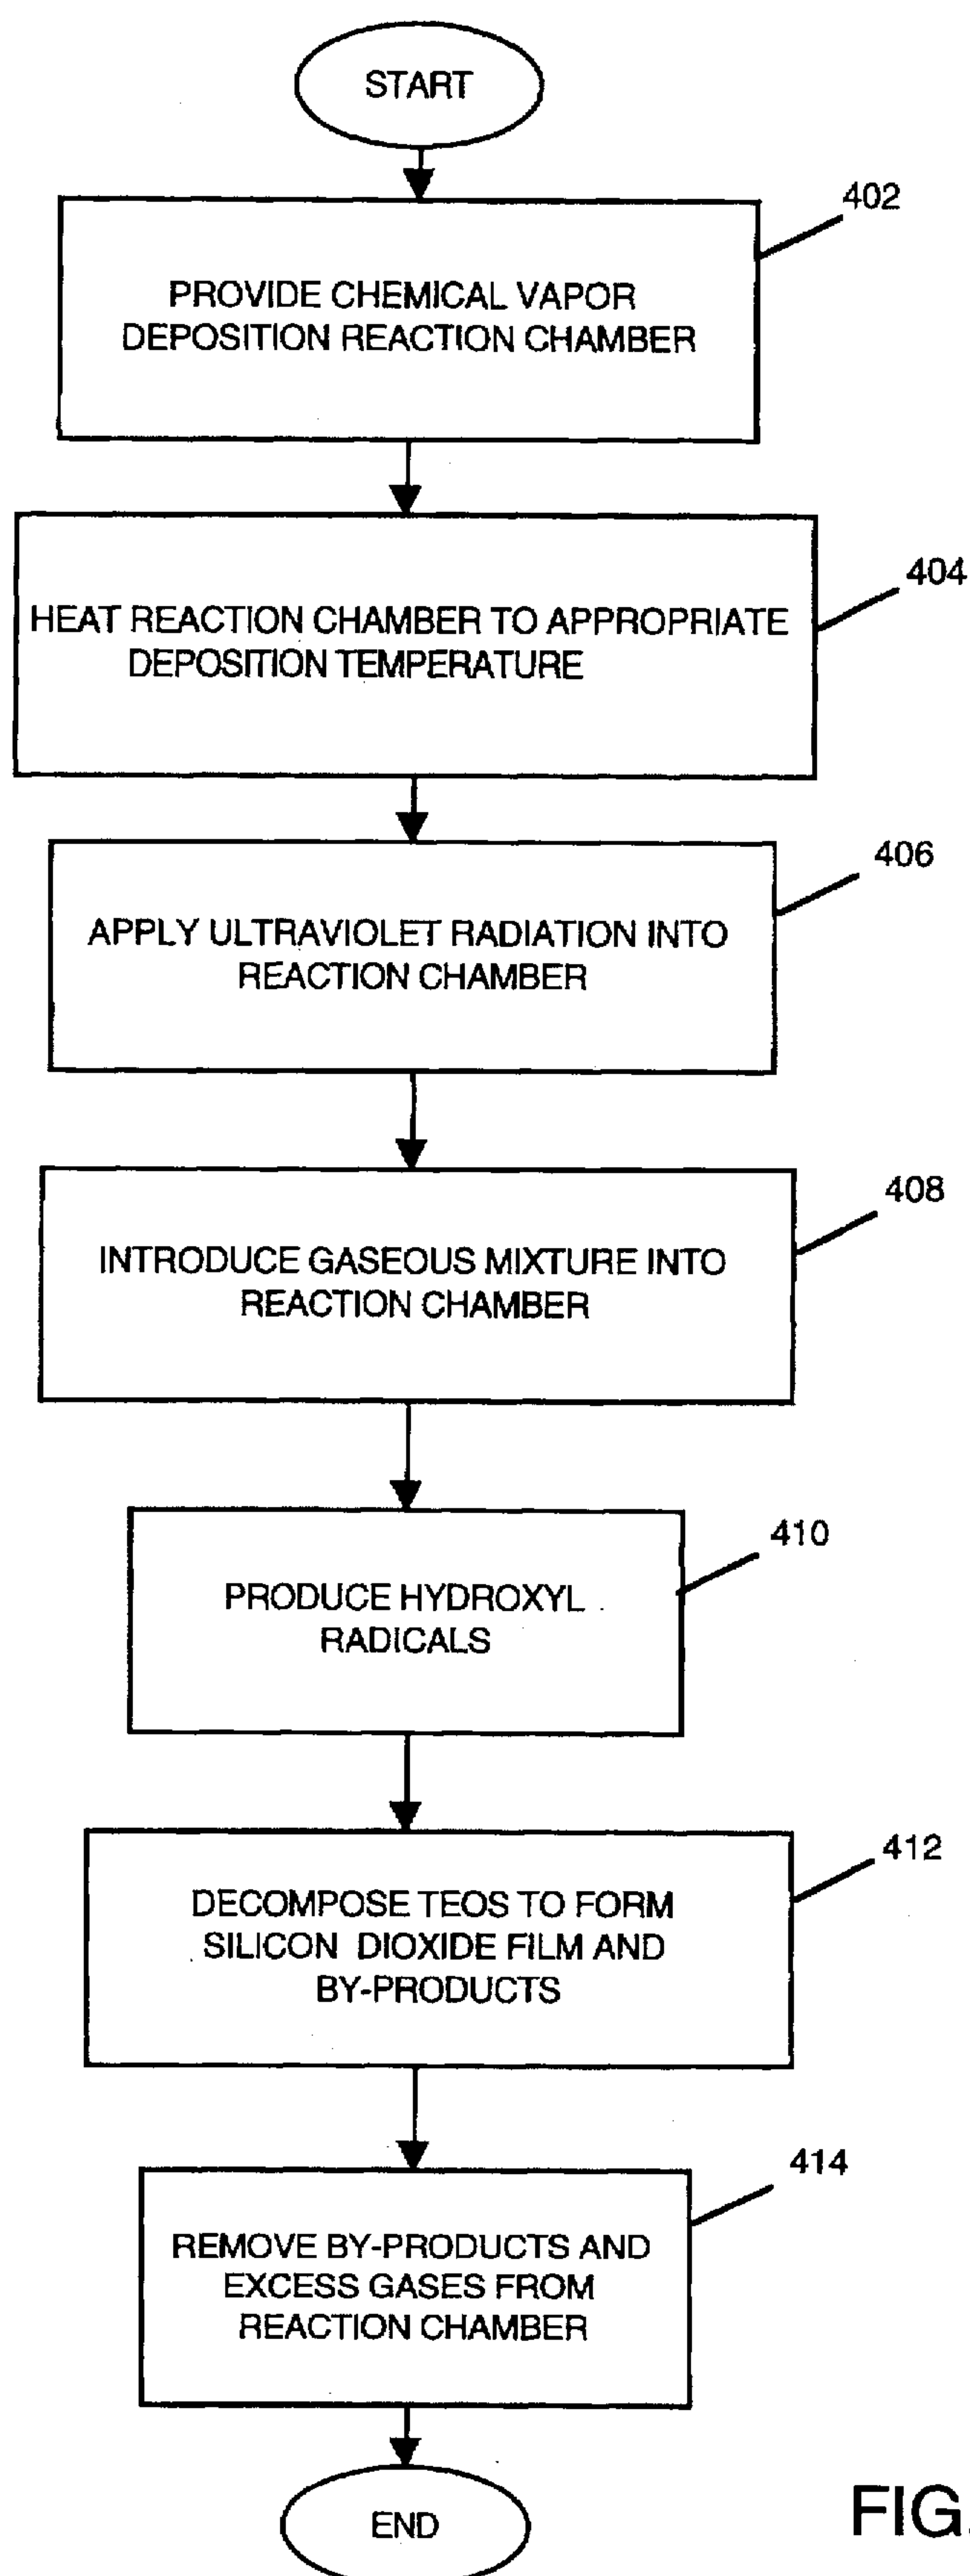 START
402
PROVIDE CHEMICAL VAPOR
DEPOSITION REACTION CHAMBER
404
HEAT REACTION CHAMBER TO APPROPRIATE
DEPOSITION TEMPERATURE
406
APPLY ULTRAVIOLET RADIATION INTO
REACTION CHAMBER
408
INTRODUCE GASEOUS MIXTURE INTO
REACTION CHAMBER
410
PRODUCE HYDROXYL
RADICALS
412
DECOMPOSE TEOS TO FORM
SILICON DIOXIDE FILM AND
BY-PRODUCTS
414
REMOVE BY-PRODUCTS AND
EXCESS GASES FROM
REACTION CHAMBER
END
FIG.